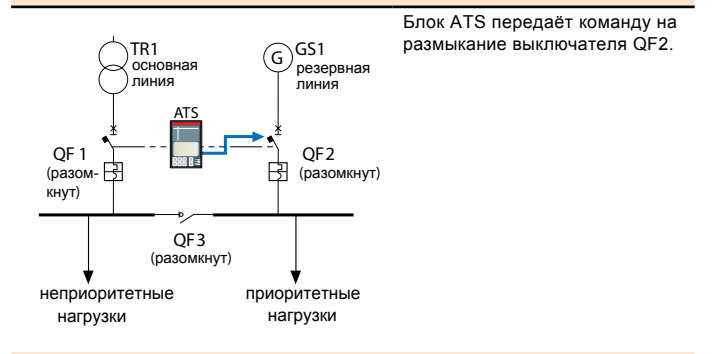 Блок ATS передаёт команду на
размыкание выключателя QF2.
TR1
основная
линия
GS1
резервная
линия
G
ATS
QF 1
(разом-
кнут)
QF2
(разомкнут)
QF3
(разомкнут)
неприоритетные
нагрузки
приоритетные
нагрузки